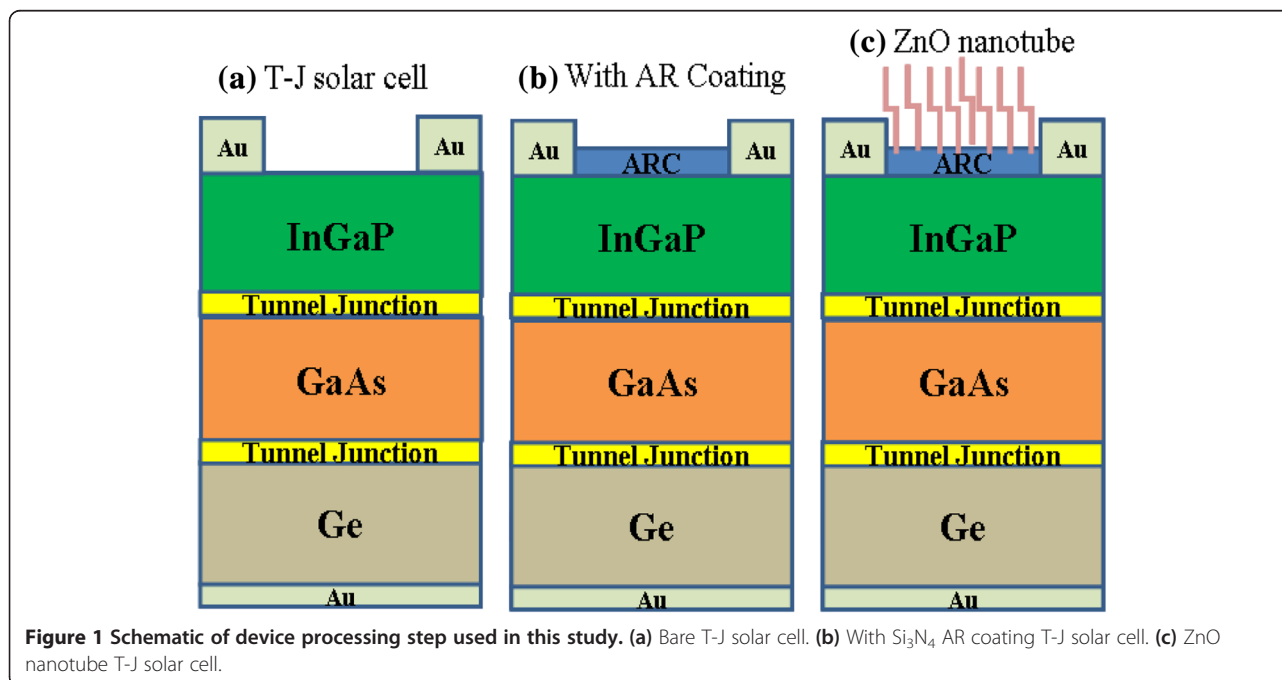 (a) T-J solar cell
Au
Au
InGaP
Tunnel Junction
GaAs
Tunnel Junction
Ge
Au
(b) With AR Coating
Au
Au
ARC
InGaP
Tunnel Junction
GaAs
Tunnel Junction
Ge
Au
(c) ZnO nanotube
Au
Au
ARC
InGaP
Tunnel Junction
GaAs
Tunnel Junction
Ge
Au
Figure 1 Schematic of device processing step used in this study. (a) Bare T-J solar cell. (b) With Si₃N₄ AR coating T-J solar cell. (c) ZnO
nanotube T-J solar cell.